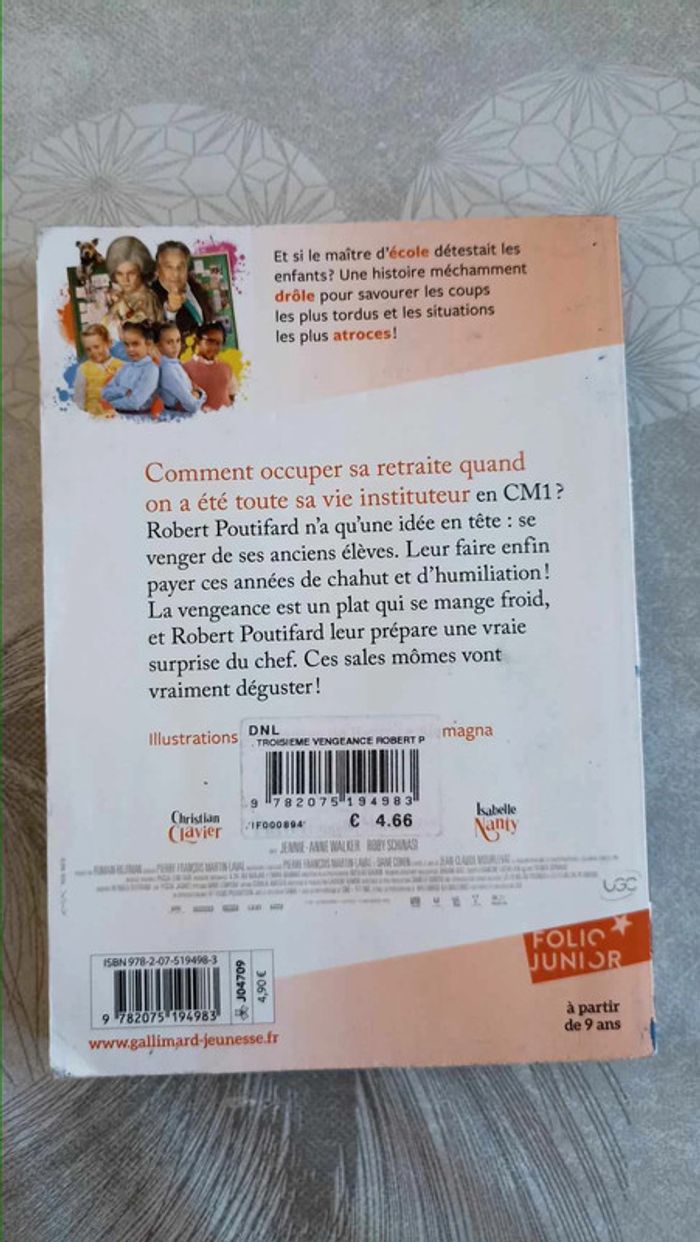 Et si le maître d'école détestait les
enfants? Une histoire méchamment
drôle pour savourer les coups
les plus tordus et les situations
les plus atroces!
Comment occuper sa retraite quand
on a été toute sa vie instituteur en CM1?
Robert Poutifard n'a qu'une idée en tête : se
venger de ses anciens élèves. Leur faire enfin
payer ces années de chahut et d'humiliation!
La vengeance est un plat qui se mange froid,
et Robert Poutifard leur prépare une vraie
surprise du chef. Ces sales mômes vont
vraiment déguster!
Illustrations
magna
DNL
. TROISIEME VENGEANCE ROBERT P
9 782075 194983
IF000894
€ 4.66
Christian
Clavier
Isabelle
Nanty
JENNIE-ANNE WALKER ROBY SCHINASI
UGC
FOLIO
JUNIOR
ISBN 978-2-07-519498-3
9 782075 194983
J04709
4,90 €
www.gallimard-jeunesse.fr
à partir
de 9 ans